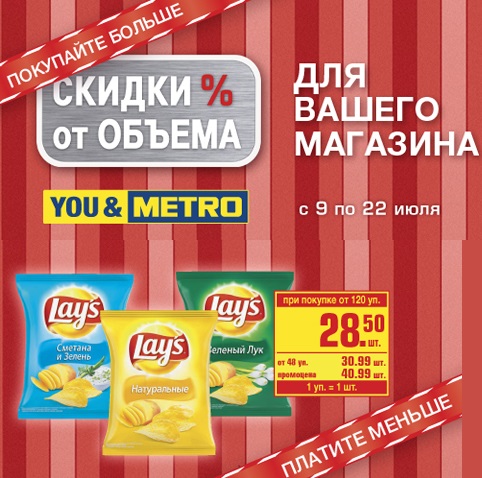 ПОКУПАЙТЕ БОЛЬШЕ
СКИДКИ %
от ОБЪЕМА
ДЛЯ
ВАШЕГО
МАГАЗИНА
YOU & METRO
с 9 по 22 июля
Lay's
Сметана
и Зелень
Lay's
Натуральные
Lay's
Зеленый Лук
при покупке от 120 уп.
28.50
шт.
от 48 уп. 30.99 шт.
промоцена 40.99 шт.
1 уп. = 1 шт.
ПЛАТИТЕ МЕНЬШЕ